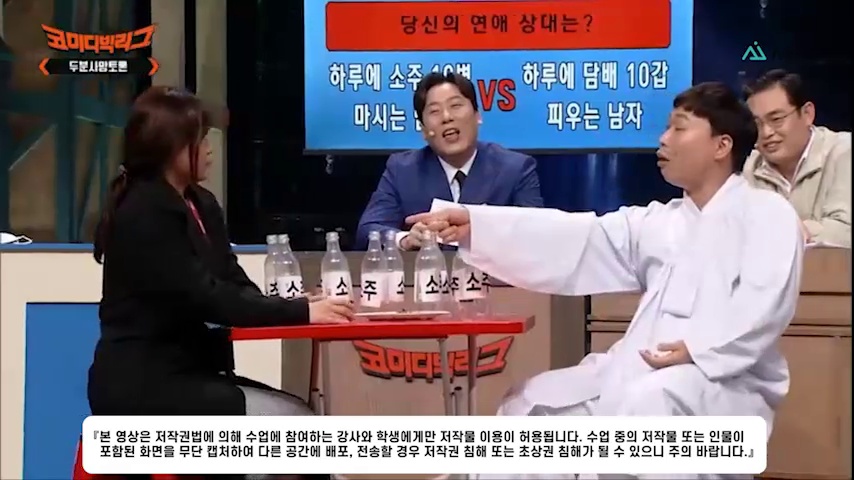 코미디빅리그
두분사망토론
당신의 연애 상대는?
하루에 소주
마시는
VS
하루에 담배 10갑
피우는 남자
소 소주 소 주 소 소 소주
코미디빅리그
『본 영상은 저작권법에 의해 수업에 참여하는 강사와 학생에게만 저작물 이용이 허용됩니다. 수업 중의 저작물 또는 인물이
포함된 화면을 무단 캡처하여 다른 공간에 배포, 전송할 경우 저작권 침해 또는 초상권 침해가 될 수 있으니 주의 바랍니다.』